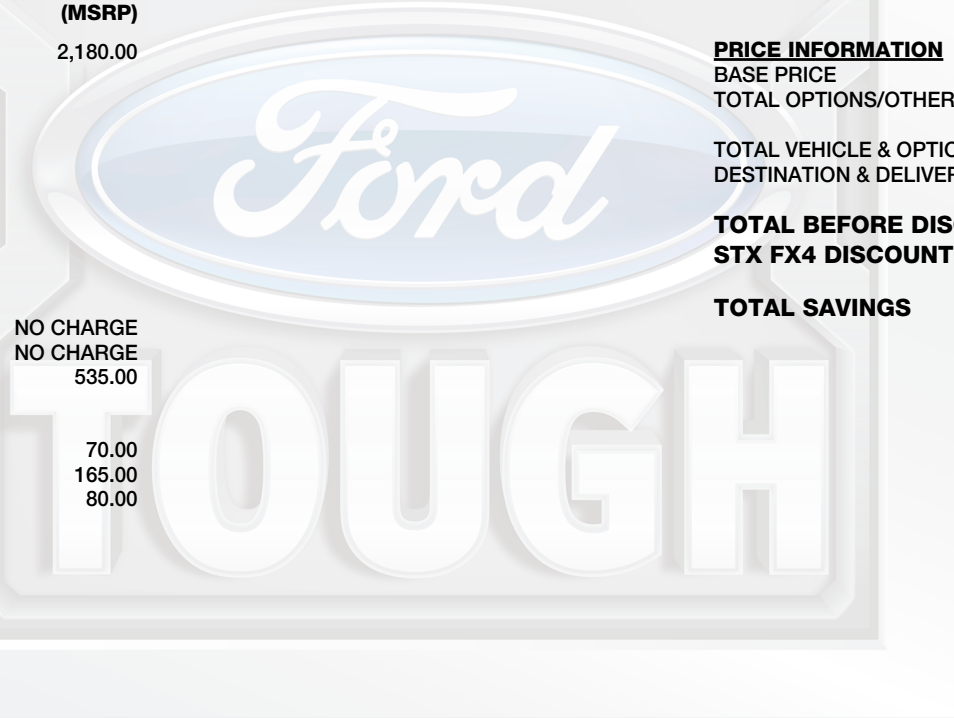 (MSRP)
2,180.00
NO CHARGE
NO CHARGE
535.00
70.00
165.00
80.00
Ford
TOUGH
PRICE INFORMATION
BASE PRICE
TOTAL OPTIONS/OTHER
TOTAL VEHICLE & OPTIO
DESTINATION & DELIVER
TOTAL BEFORE DISC
STX FX4 DISCOUNT
TOTAL SAVINGS